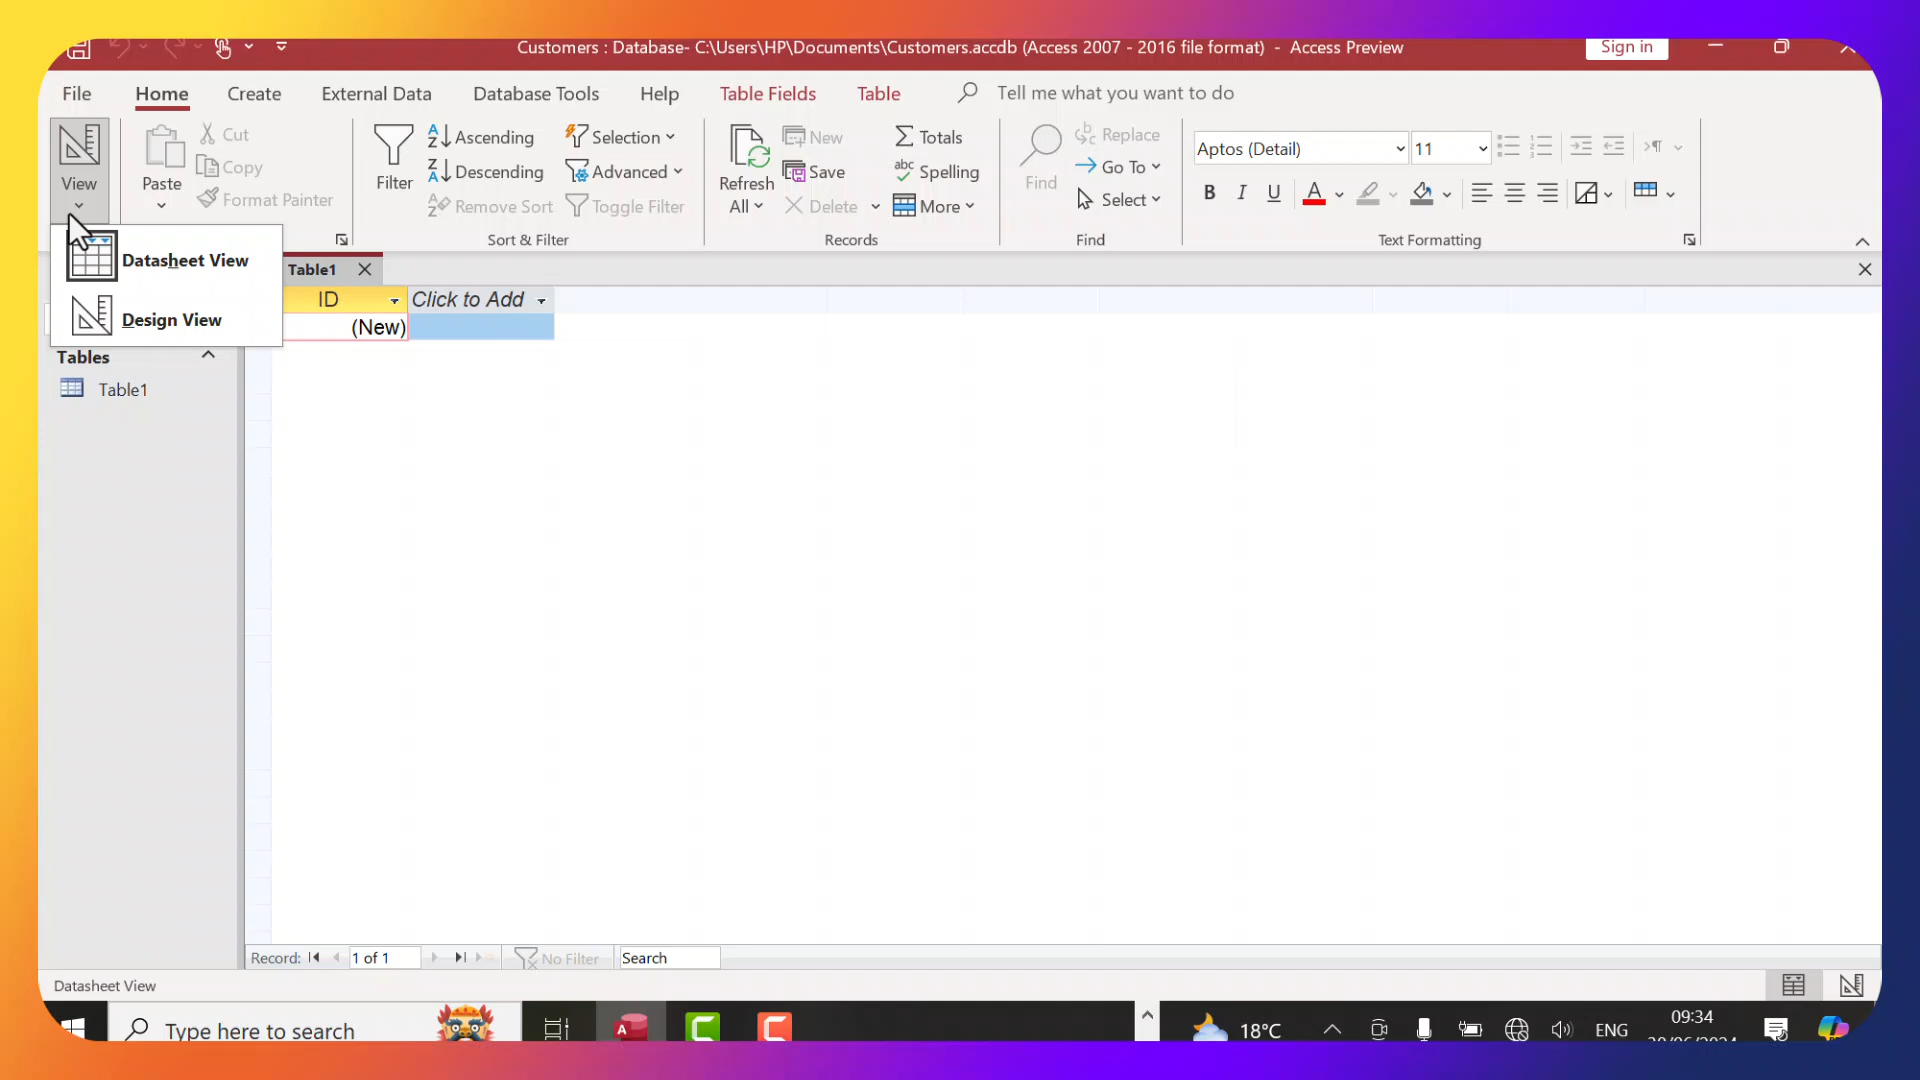 Customers : Database- C:\Users\HP\Documents\Customers.accdb (Access 2007 - 2016 file format) - Access Preview
Sign in
File Home Create External Data Database Tools Help Table Fields Table Tell me what you want to do
View
Paste
Cut
Copy
Format Painter
Filter
Ascending
Descending
Remove Sort
Selection
Advanced
Toggle Filter
Sort & Filter
Refresh
All
New
Save
Delete
Totals
Spelling
More
Records
Find
Replace
Go To
Select
Find
Aptos (Detail) 11
B I U A
Text Formatting
Datasheet View
Design View
Table1
ID Click to Add
(New)
Tables
Table1
Record: 1 of 1 No Filter Search
Datasheet View
Type here to search
18°C
ENG
09:34